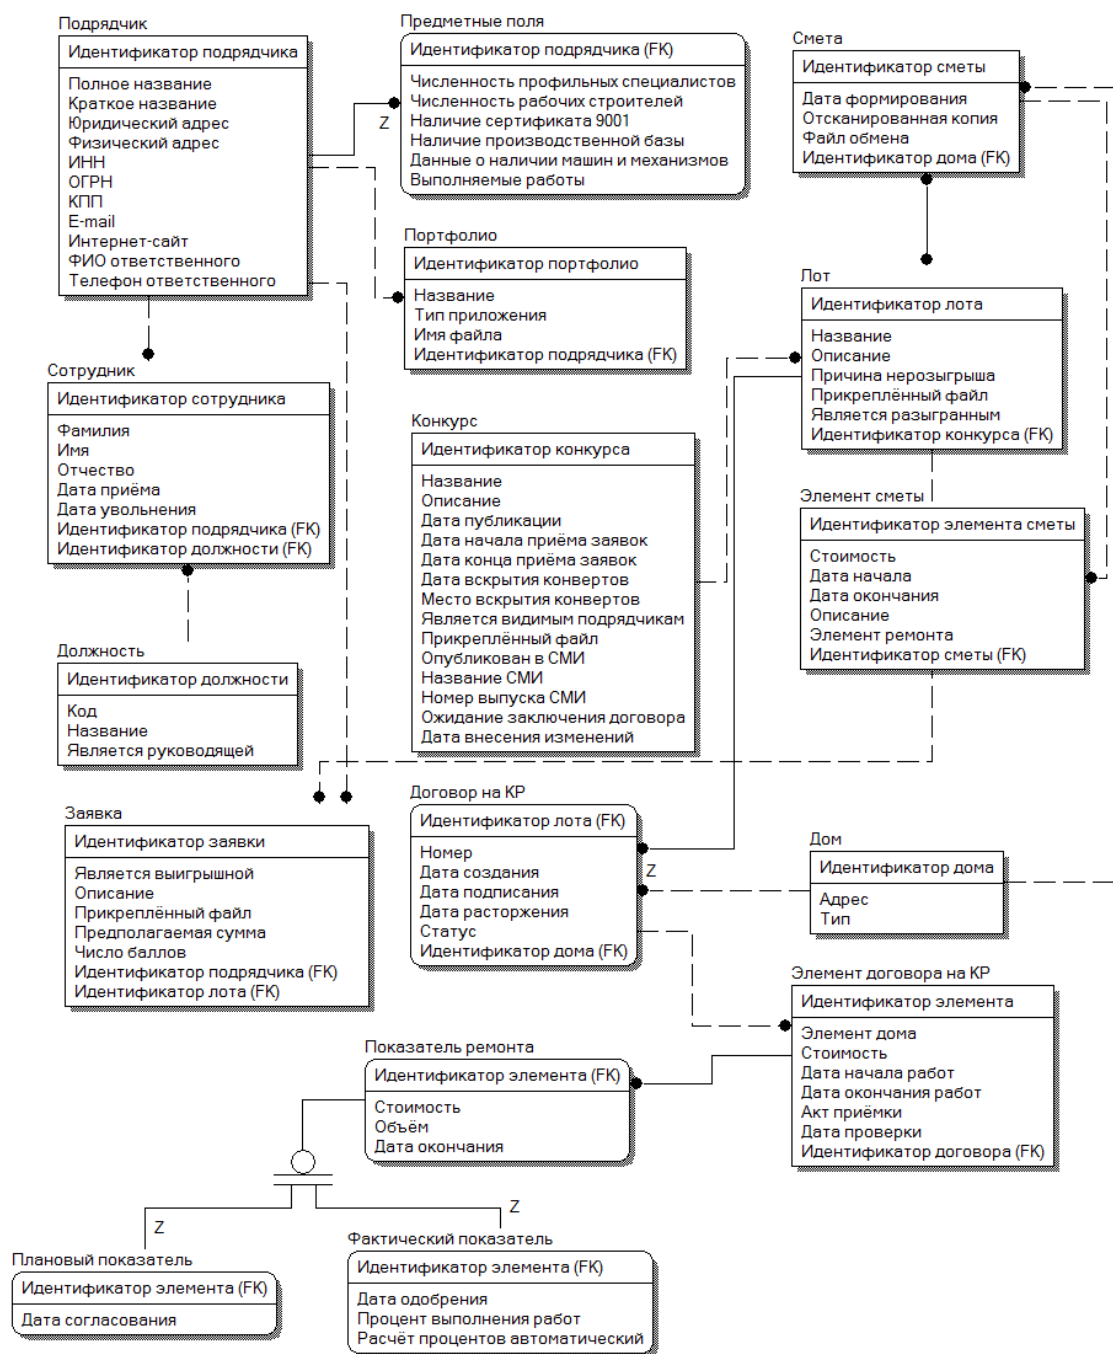 Подрядчик
Идентификатор подрядчика
Полное название
Краткое название
Юридический адрес
Физический адрес
ИНН
ОГРН
КПП
E-mail
Интернет-сайт
ФИО ответственного
Телефон ответственного
Предметные поля
Идентификатор подрядчика (FK)
Численность профильных специалистов
Численность рабочих строителей
Наличие сертификата 9001
Наличие производственной базы
Данные о наличии машин и механизмов
Выполняемые работы
Z
Смета
Идентификатор сметы
Дата формирования
Отсканированная копия
Файл обмена
Идентификатор дома (FK)
Портфолио
Идентификатор портфолио
Название
Тип приложения
Имя файла
Идентификатор подрядчика (FK)
Лот
Идентификатор лота
Название
Описание
Причина нерозыгрыша
Прикреплённый файл
Является разыгранным
Идентификатор конкурса (FK)
Сотрудник
Идентификатор сотрудника
Фамилия
Имя
Отчество
Дата приёма
Дата увольнения
Идентификатор подрядчика (FK)
Идентификатор должности (FK)
Конкурс
Идентификатор конкурса
Название
Описание
Дата публикации
Дата начала приёма заявок
Дата конца приёма заявок
Дата вскрытия конвертов
Место вскрытия конвертов
Является видимым подрядчикам
Прикреплённый файл
Опубликован в СМИ
Название СМИ
Номер выпуска СМИ
Ожидание заключения договора
Дата внесения изменений
Элемент сметы
Идентификатор элемента сметы
Стоимость
Дата начала
Дата окончания
Описание
Элемент ремонта
Идентификатор сметы (FK)
Должность
Идентификатор должности
Код
Название
Является руководящей
Заявка
Идентификатор заявки
Является выигрышной
Описание
Прикреплённый файл
Предполагаемая сумма
Число баллов
Идентификатор подрядчика (FK)
Идентификатор лота (FK)
Договор на КР
Идентификатор лота (FK)
Номер
Дата создания
Дата подписания
Дата расторжения
Статус
Идентификатор дома (FK)
Z
Дом
Идентификатор дома
Адрес
Тип
Элемент договора на КР
Идентификатор элемента
Элемент дома
Стоимость
Дата начала работ
Дата окончания работ
Акт приёмки
Дата проверки
Идентификатор договора (FK)
Показатель ремонта
Идентификатор элемента (FK)
Стоимость
Объём
Дата окончания
Z
Z
Плановый показатель
Идентификатор элемента (FK)
Дата согласования
Фактический показатель
Идентификатор элемента (FK)
Дата одобрения
Процент выполнения работ
Расчёт процентов автоматический